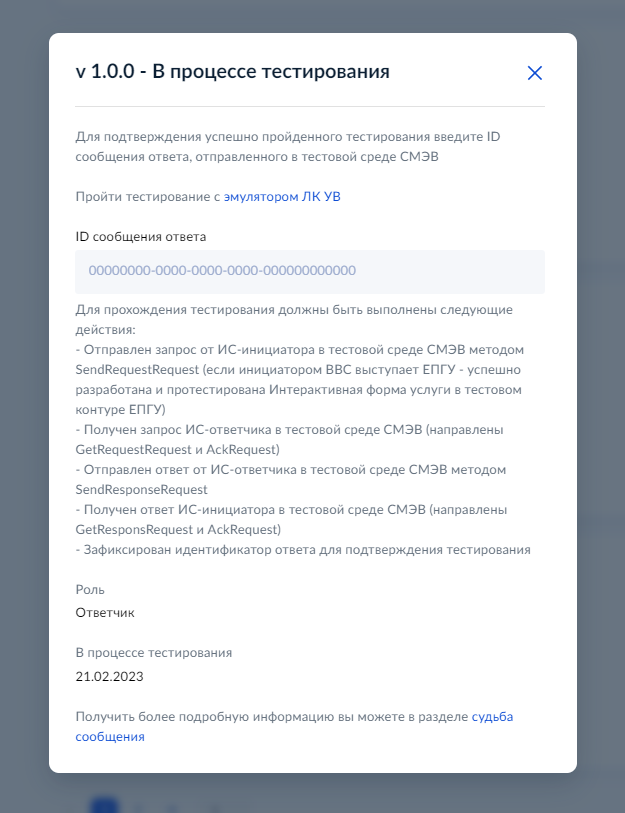 v 1.0.0 - В процессе тестирования
Для подтверждения успешно пройденного тестирования введите ID
сообщения ответа, отправленного в тестовой среде СМЭВ
Пройти тестирование с эмулятором ЛК УВ
ID сообщения ответа
00000000-0000-0000-0000-000000000000
Для прохождения тестирования должны быть выполнены следующие
действия:
- Отправлен запрос от ИС-инициатора в тестовой среде СМЭВ методом
SendRequestRequest (если инициатором ВВС выступает ЕПГУ - успешно
разработана и протестирована Интерактивная форма услуги в тестовом
контуре ЕПГУ)
- Получен запрос ИС-ответчика в тестовой среде СМЭВ (направлены
GetRequestRequest и AckRequest)
- Отправлен ответ от ИС-ответчика в тестовой среде СМЭВ методом
SendResponseRequest
- Получен ответ ИС-инициатора в тестовой среде СМЭВ (направлены
GetResponsRequest и AckRequest)
- Зафиксирован идентификатор ответа для подтверждения тестирования
Роль
Ответчик
В процессе тестирования
21.02.2023
Получить более подробную информацию вы можете в разделе судьба
сообщения